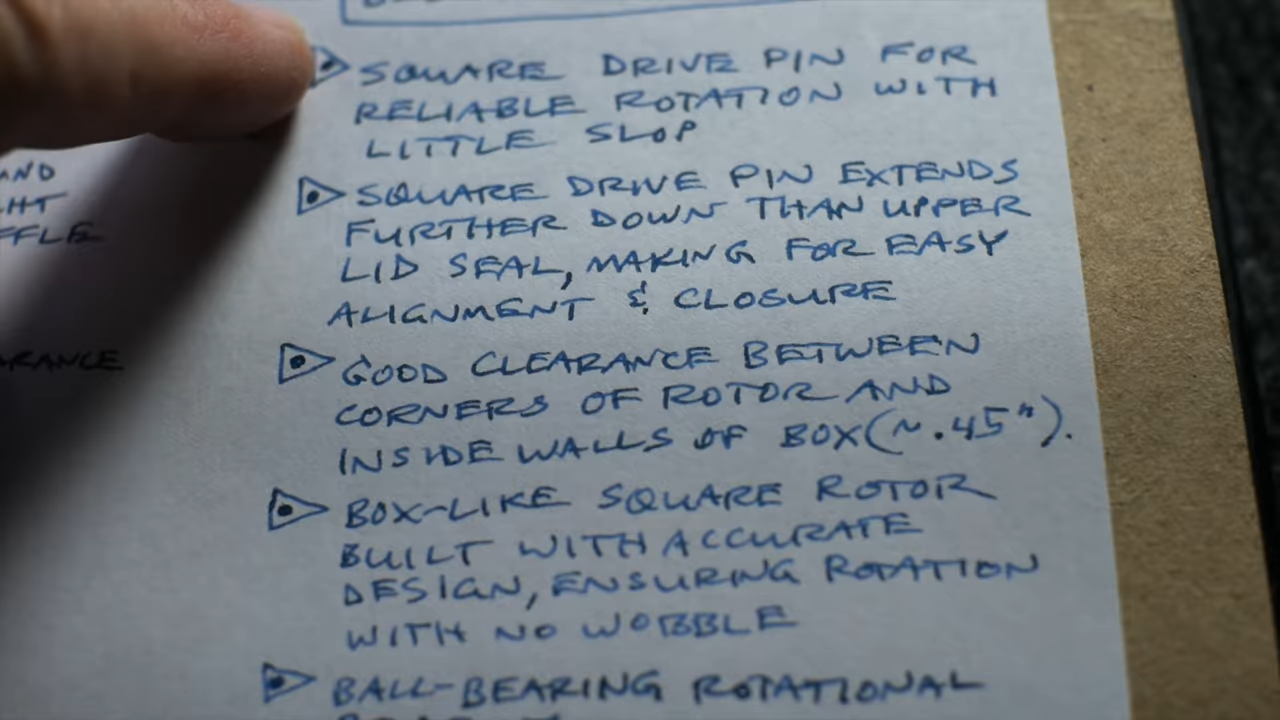 SQUARE DRIVE PIN FOR
RELIABLE ROTATION WITH
LITTLE SLOP
SQUARE DRIVE PIN EXTENDS
FURTHER DOWN THAN UPPER
LID SEAL, MAKING FOR EASY
ALIGNMENT & CLOSURE
GOOD CLEARANCE BETWEEN
CORNERS OF ROTOR AND
INSIDE WALLS OF BOX (~.45").
BOX-LIKE SQUARE ROTOR
BUILT WITH ACCURATE
DESIGN, ENSURING ROTATION
WITH NO WOBBLE
BALL-BEARING ROTATIONAL